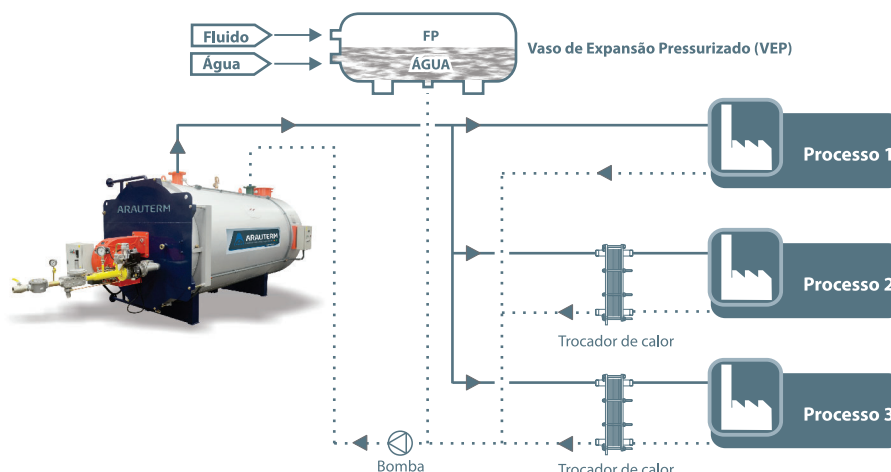 Fluido
Água
FP
ÁGUA
Vaso de Expansão Pressurizado (VEP)
ARAUTERM
ARAUTERM
Processo 1
Processo 2
Trocador de calor
Processo 3
Bomba
Trocador de calor